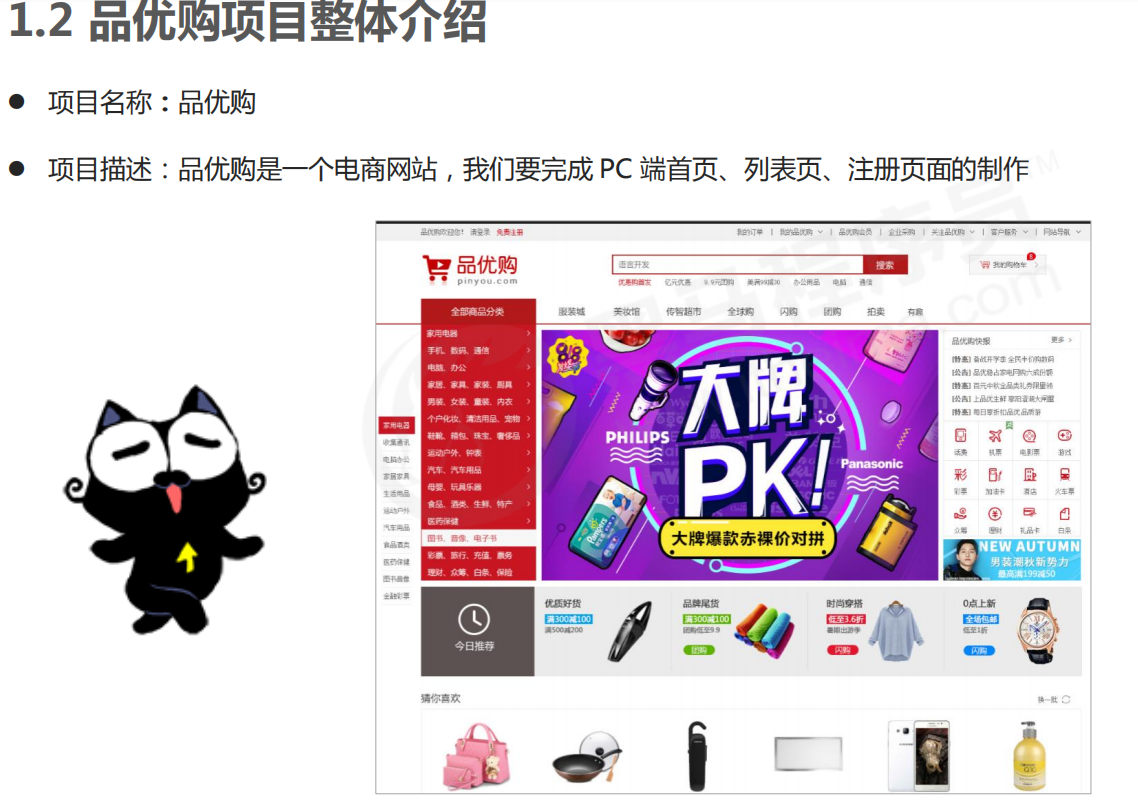 1.2 品优购项目整体介绍
● 项目名称：品优购
● 项目描述：品优购是一个电商网站，我们要完成 PC 端首页、列表页、注册页面的制作
品优购欢迎您! 请登录 免费注册
我的订单 | 我的品优购 | 品优购会员 | 企业采购 | 关注品优购 | 客户服务 | 网站导航
品优购
pinyou.com
语言开发
搜索
我的购物车
8
优惠购首发 亿元优惠 9.9元团购 美满99减30 办公用品 电脑 通信
全部商品分类 服装城 美妆馆 传智超市 全球购 闪购 团购 拍卖 有趣
家用电器
手机、数码、通信
电脑、办公
家居、家具、家装、厨具
男装、女装、童装、内衣
个户化妆、清洁用品、宠物
鞋靴、箱包、珠宝、奢侈品
运动户外、钟表
汽车、汽车用品
母婴、玩具乐器
食品、酒类、生鲜、特产
医药保健
图书、音像、电子书
彩票、旅行、充值、票务
理财、众筹、白条、保险
家用电器
收集通讯
电脑办公
家居家具
生活用品
运动户外
汽车用品
食品酒类
医药保健
图书音像
金融彩票
大牌
PK!
PHILIPS
Panasonic
Pampers
大牌爆款赤裸价对拼
品优购快报 更多
[特惠] 备战开学季 全民半价购数码
[公告] 品优稳占家电网购六成份额
[特惠] 百元中秋全品类礼券限量领
[公告] 上品优生鲜 享阳澄湖大闸蟹
[特惠] 每日享折扣品优品质游
话费 机票 电影票 游戏
彩票 加油卡 酒店 火车票
众筹 理财 礼品卡 白条
NEW AUTUMN
男装潮秋新势力
最高满199减50
今日推荐
优质好货
满300减100
满500减200
品牌尾货
满300减100
团购低至9.9
团购
时尚穿搭
低至3.6折
暑期出游季
闪购
0点上新
全场包邮
低至1折
闪购
猜你喜欢 换一批